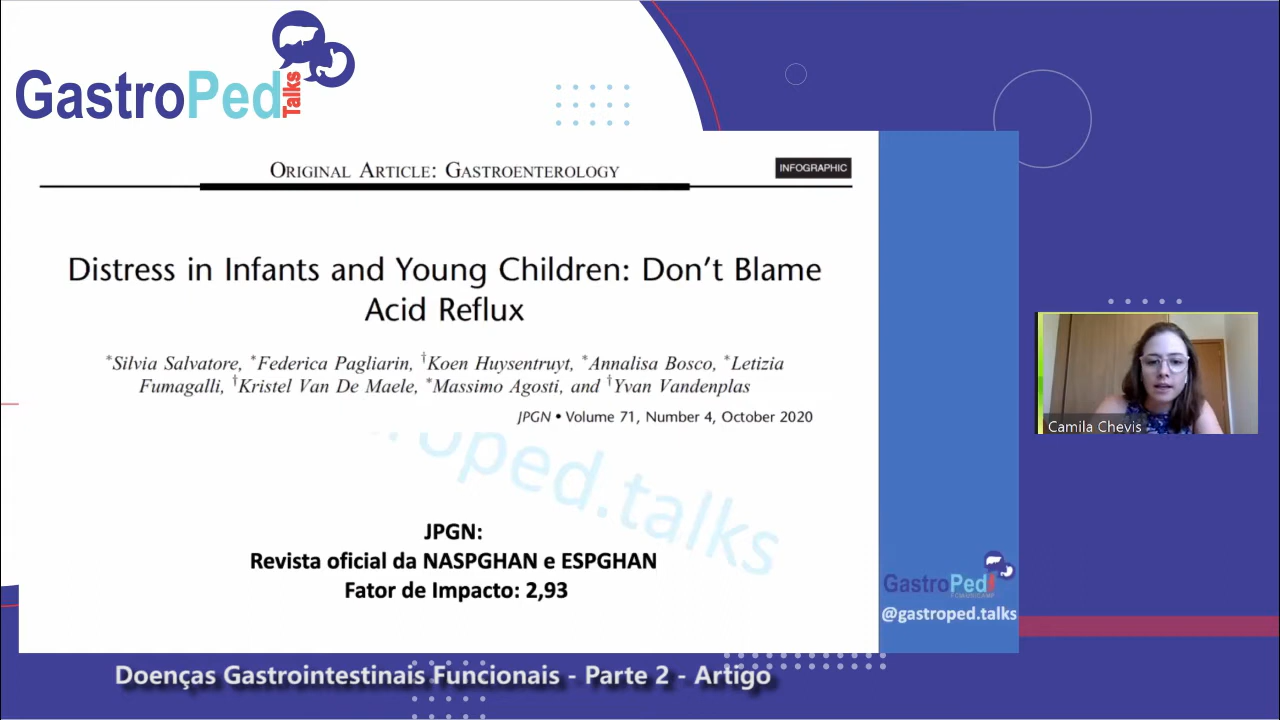 GastroPed
Talks
ORIGINAL ARTICLE: GASTROENTEROLOGY
INFOGRAPHIC
Distress in Infants and Young Children: Don't Blame
Acid Reflux
*Silvia Salvatore, *Federica Pagliarin, †Koen Huysentruyt, *Annalisa Bosco, *Letizia
Fumagalli, †Kristel Van De Maele, *Massimo Agosti, and †Yvan Vandenplas
JPGN • Volume 71, Number 4, October 2020
oped.talks
JPGN:
Revista oficial da NASPGHAN e ESPGHAN
Fator de Impacto: 2,93
Camila Chevis
GastroPed
@gastroped.talks
Doenças Gastrointestinais Funcionais - Parte 2 - Artigo